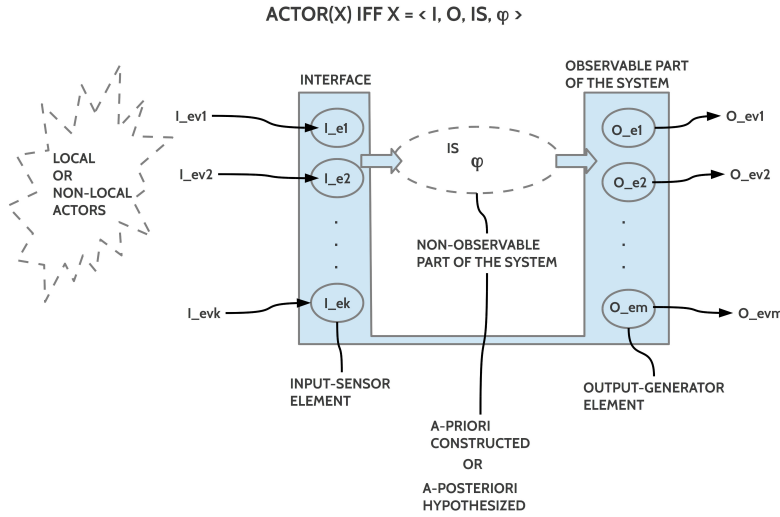 ACTOR(X) IFF X = < I, O, IS, φ >
INTERFACE
OBSERVABLE PART
OF THE SYSTEM
I_ev1
I_e1
O_e1
O_ev1
LOCAL
OR
NON-LOCAL
ACTORS
I_ev2
I_e2
IS
φ
O_e2
O_ev2
.
.
.
.
.
.
NON-OBSERVABLE
PART OF THE SYSTEM
I_evk
I_ek
O_em
O_evm
INPUT-SENSOR
ELEMENT
OUTPUT-GENERATOR
ELEMENT
A-PRIORI
CONSTRUCTED
OR
A-POSTERIORI
HYPOTHESIZED